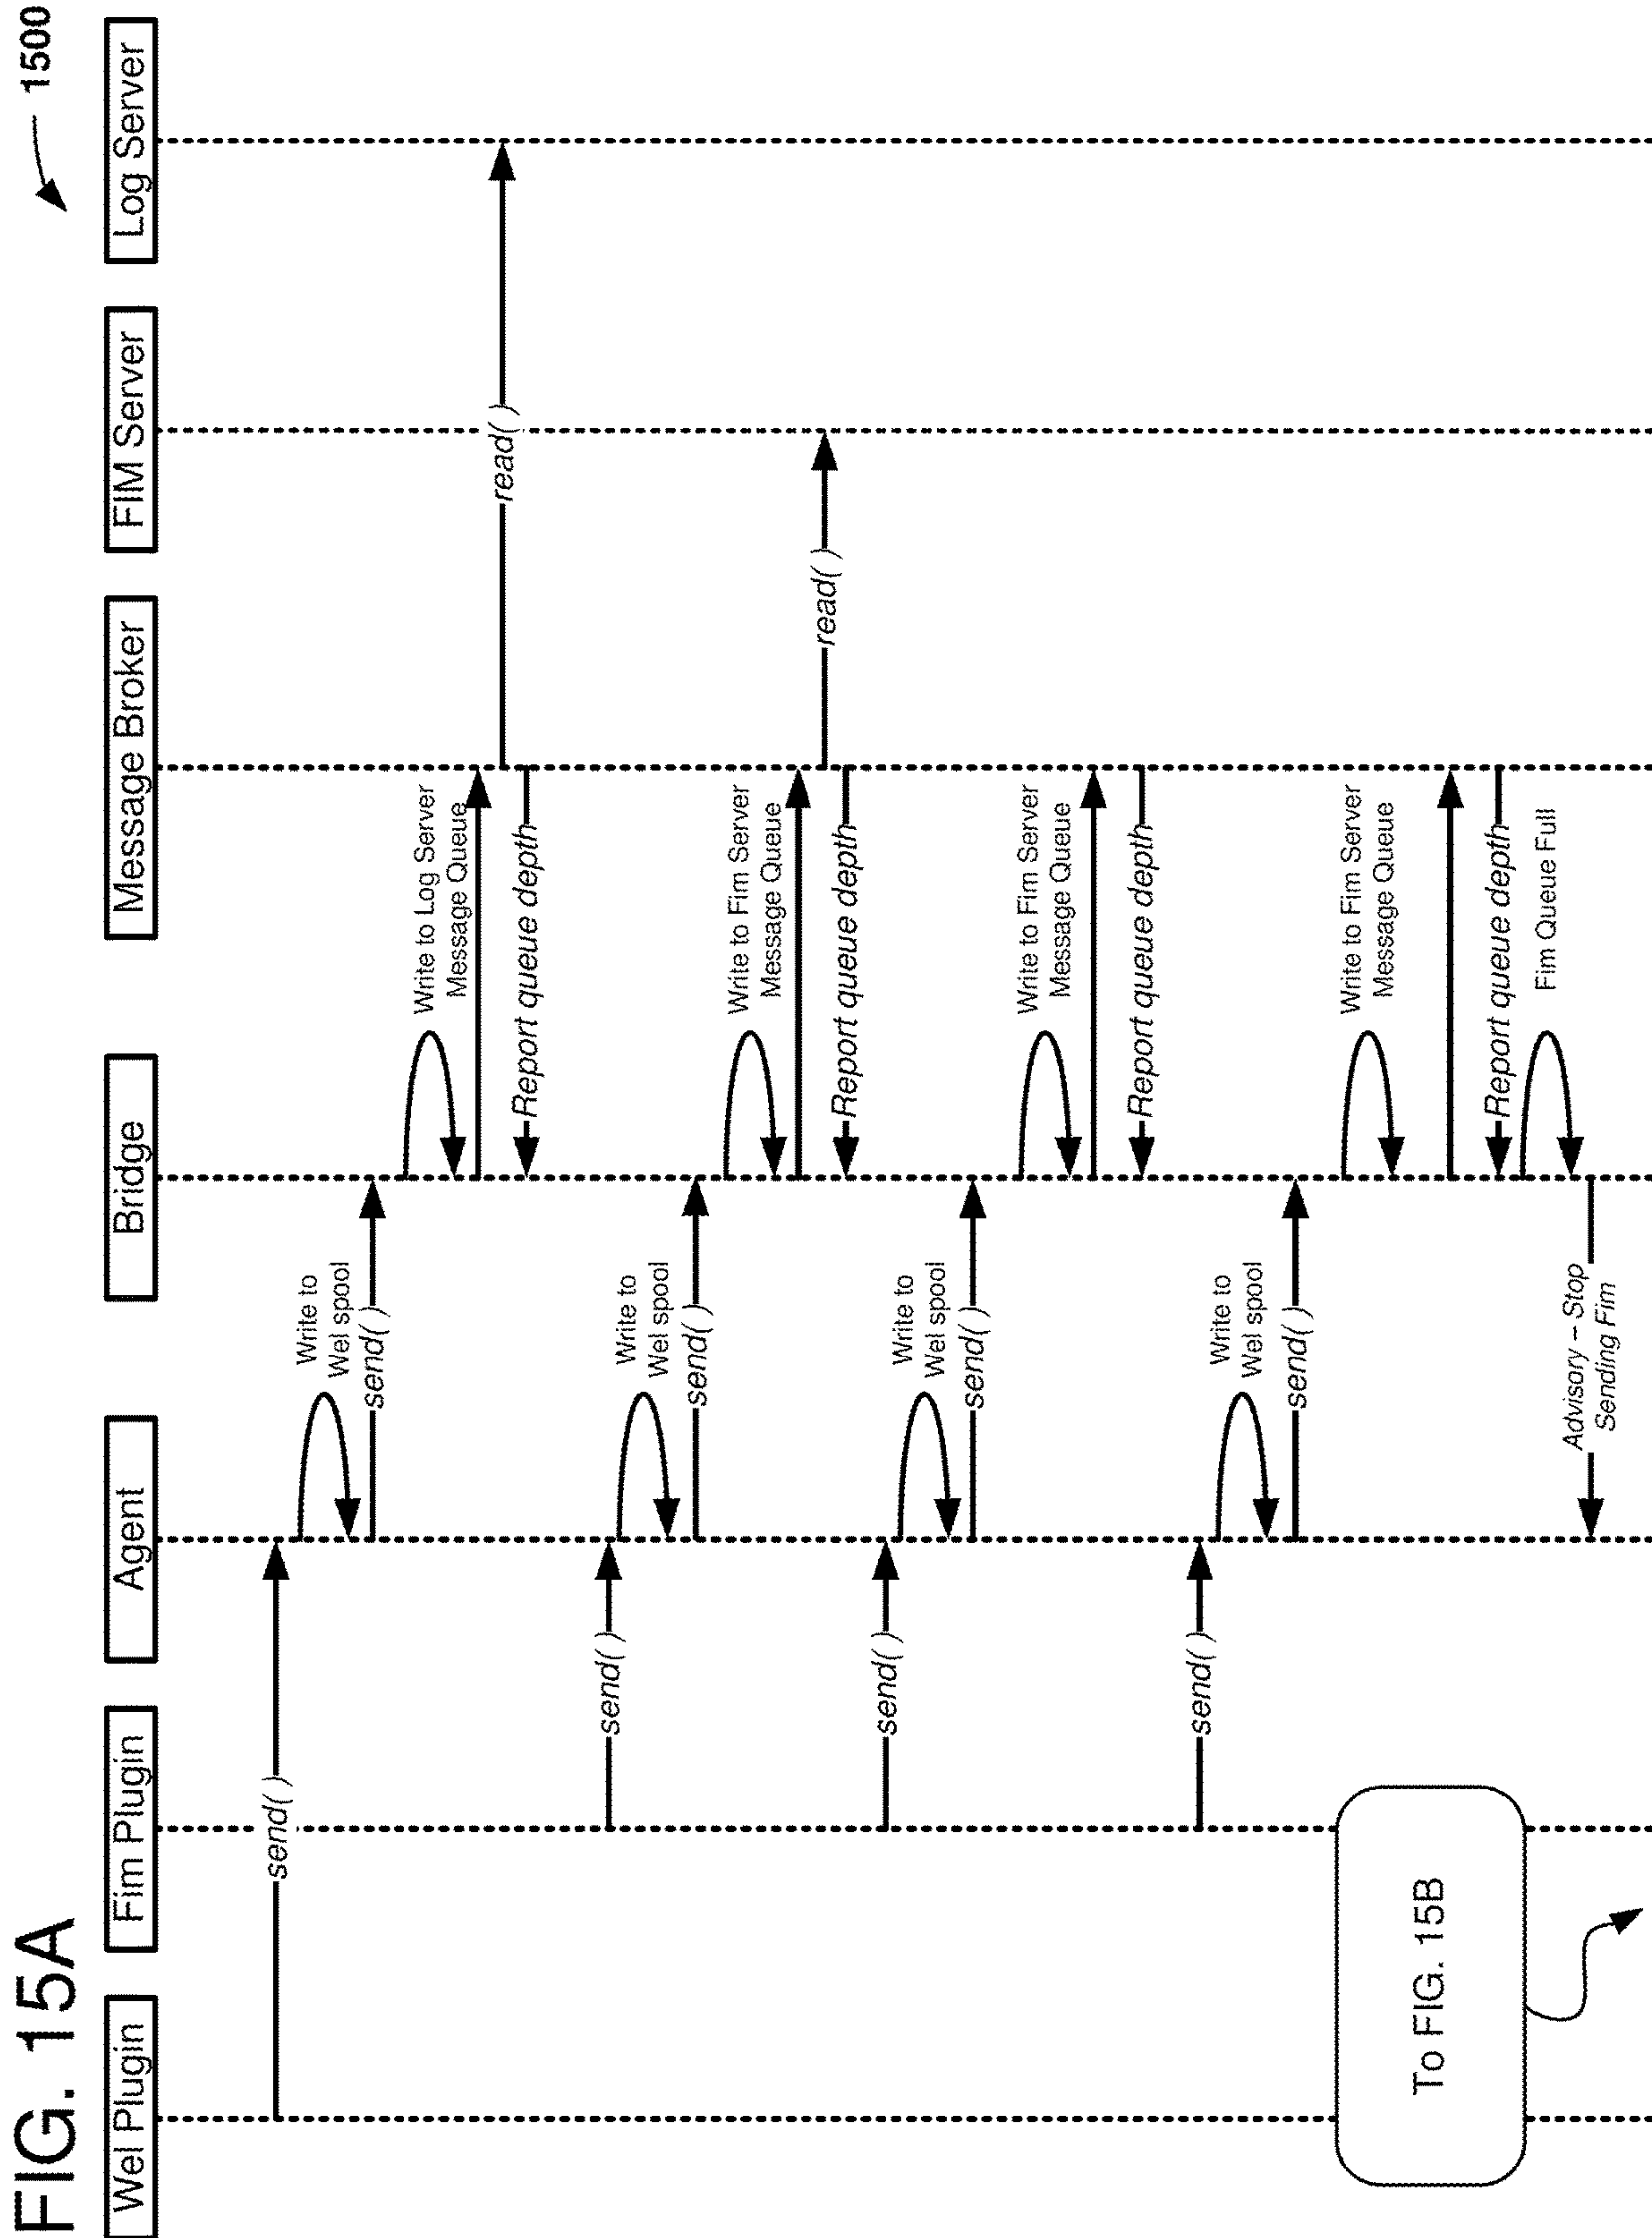 FIG. 15A
1500
Wel Plugin
Fim Plugin
Agent
Bridge
Message Broker
FIM Server
Log Server
send( )
Write to
Wel spool
send( )
Write to Log Server
Message Queue
read( )
Report queue depth
send( )
Write to
Wel spool
send( )
Write to Fim Server
Message Queue
read( )
Report queue depth
send( )
Write to
Wel spool
send( )
Write to Fim Server
Message Queue
Report queue depth
send( )
Write to
Wel spool
send( )
Write to Fim Server
Message Queue
Report queue depth
Fim Queue Full
Advisory – Stop
Sending Fim
To FIG. 15B